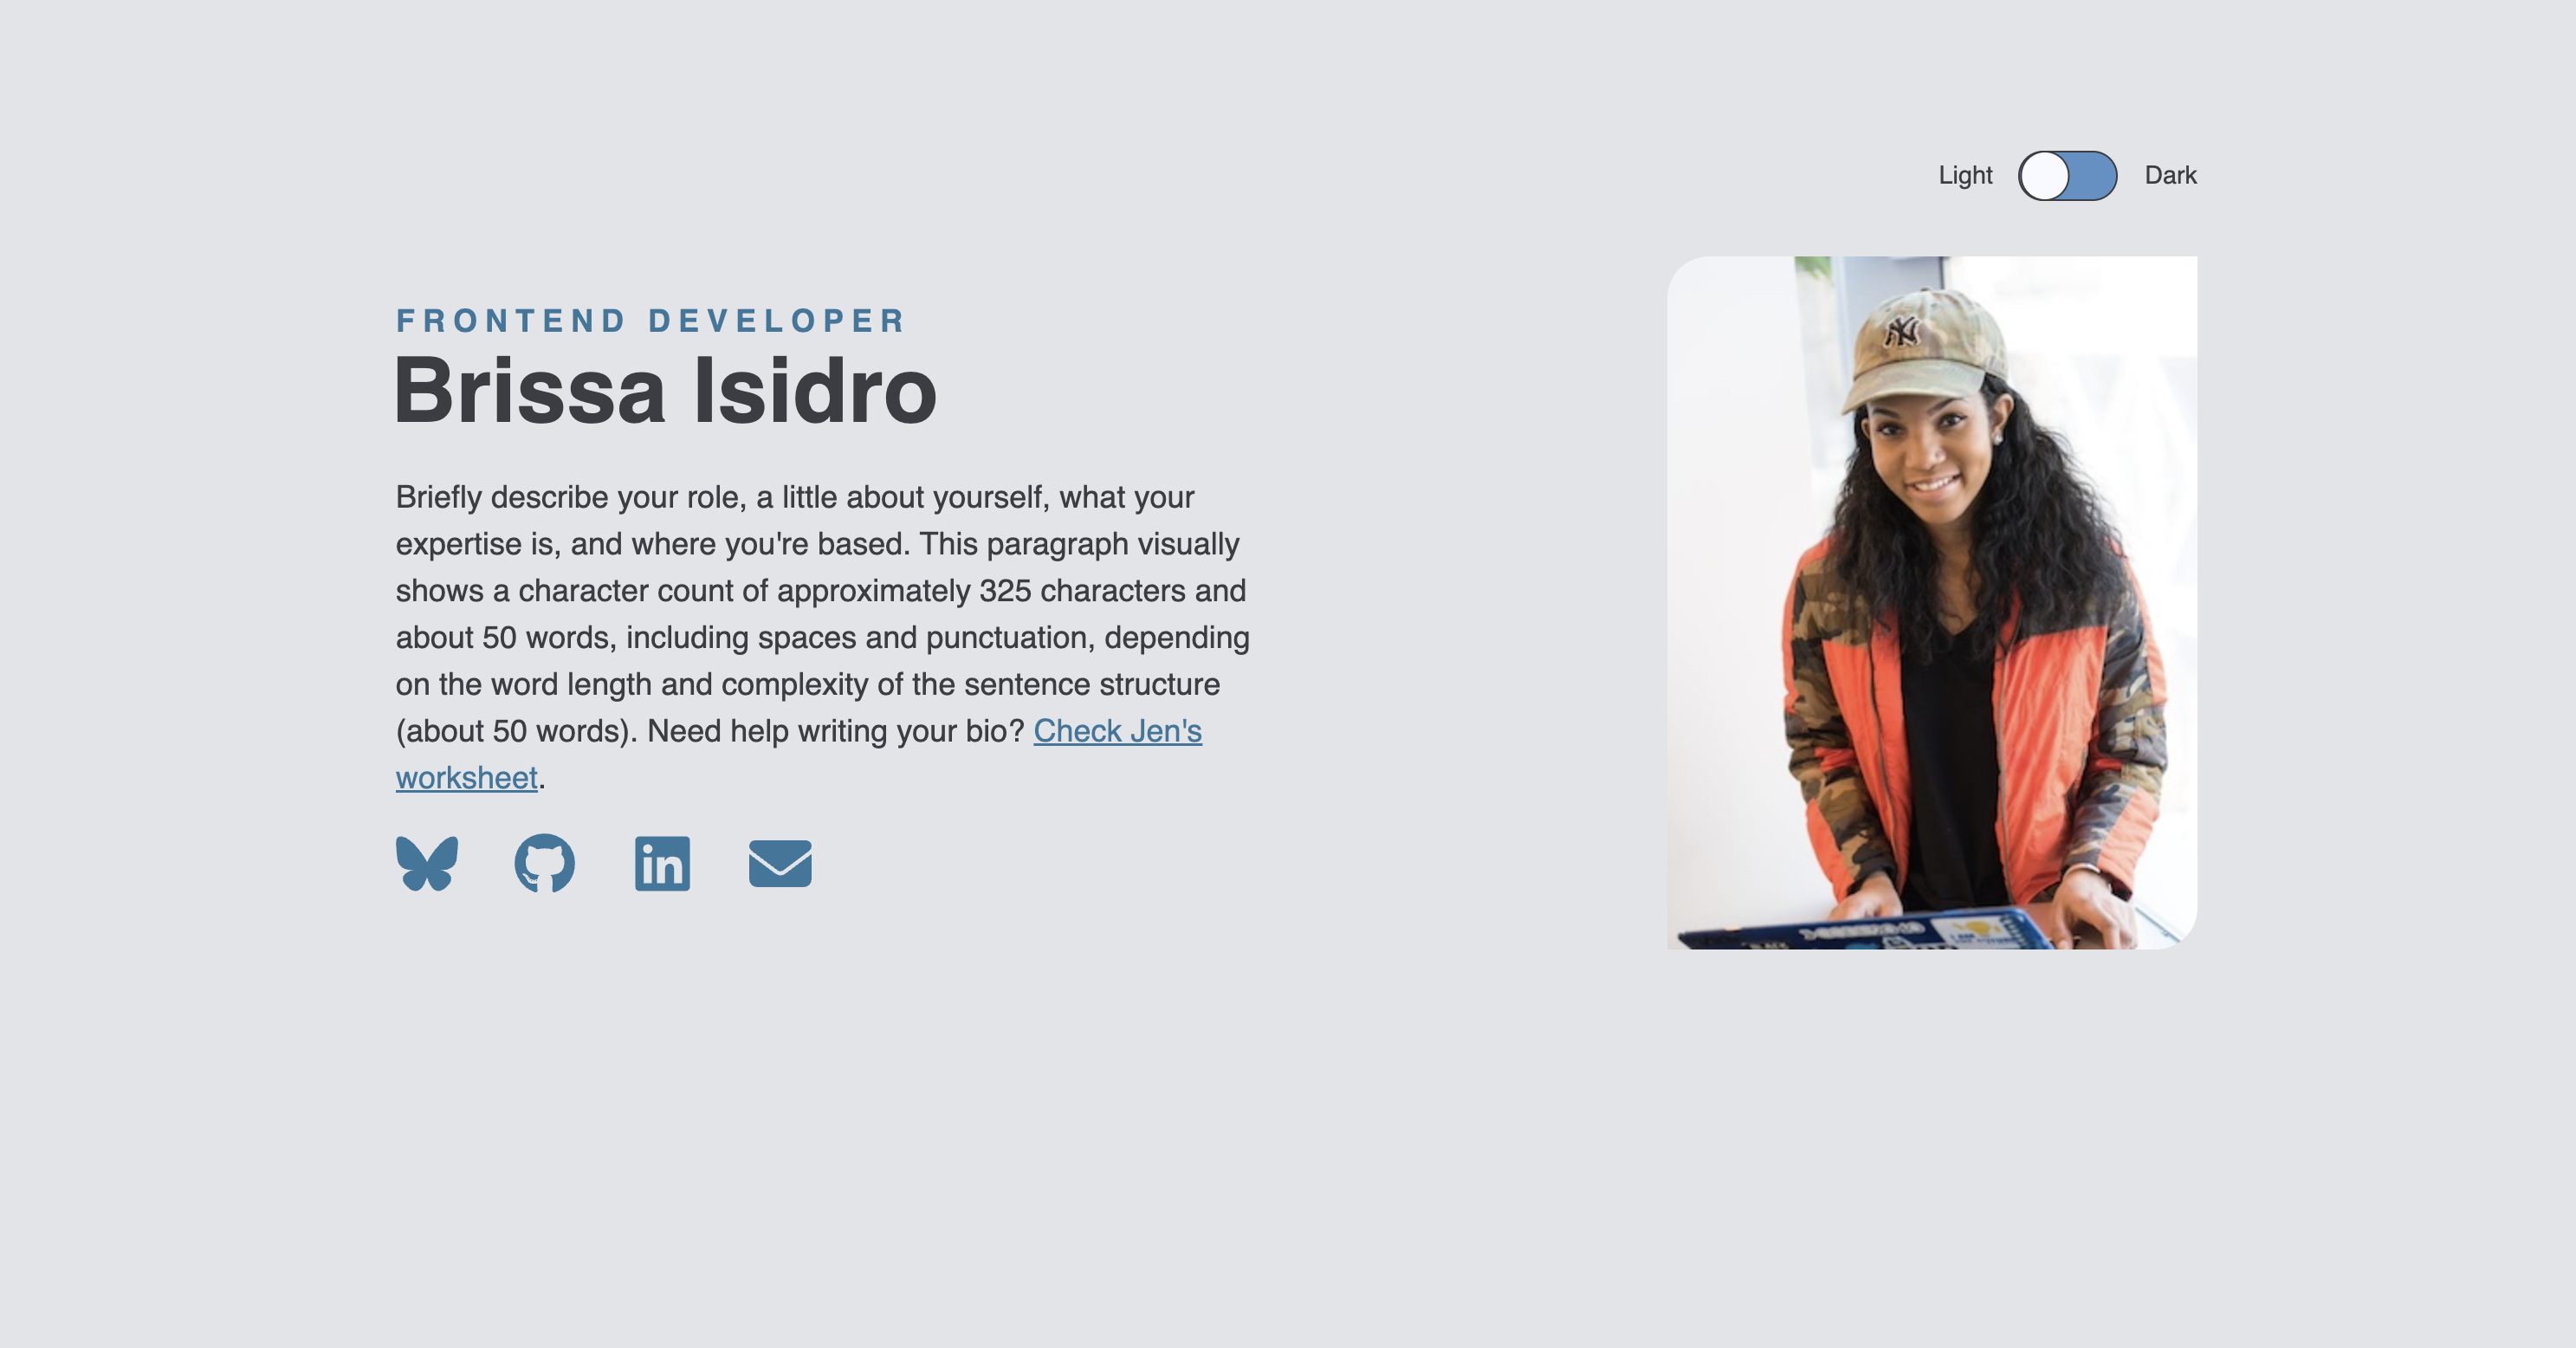 Light Dark
FRONTEND DEVELOPER
Brissa Isidro
Briefly describe your role, a little about yourself, what your
expertise is, and where you're based. This paragraph visually
shows a character count of approximately 325 characters and
about 50 words, including spaces and punctuation, depending
on the word length and complexity of the sentence structure
(about 50 words). Need help writing your bio? Check Jen's
worksheet.
in
NY